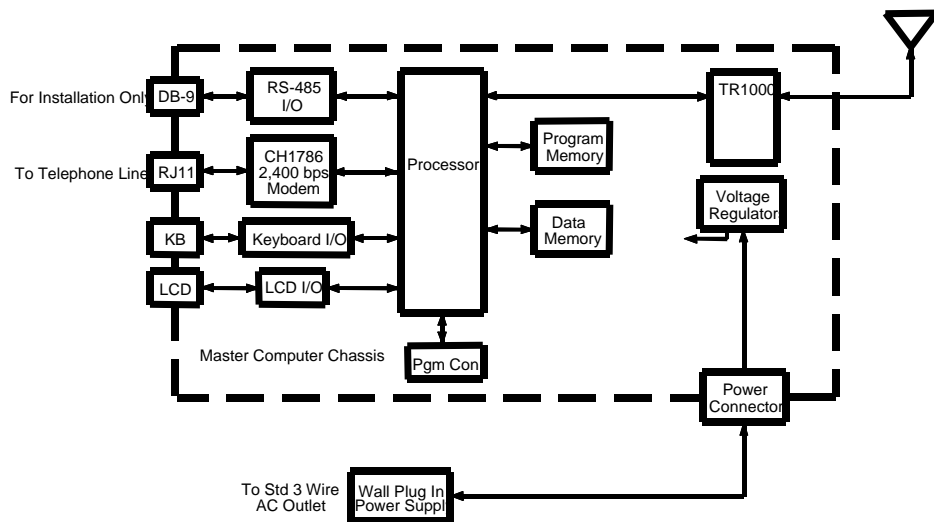 For Installation Only
DB-9
RS-485
I/O
TR1000
To Telephone Line
RJ11
CH1786
2,400 bps
Modem
Processor
Program
Memory
Voltage
Regulators
KB
Keyboard I/O
Data
Memory
LCD
LCD I/O
Master Computer Chassis
Pgm Con
Power
Connector
To Std 3 Wire
AC Outlet
Wall Plug In
Power Supply